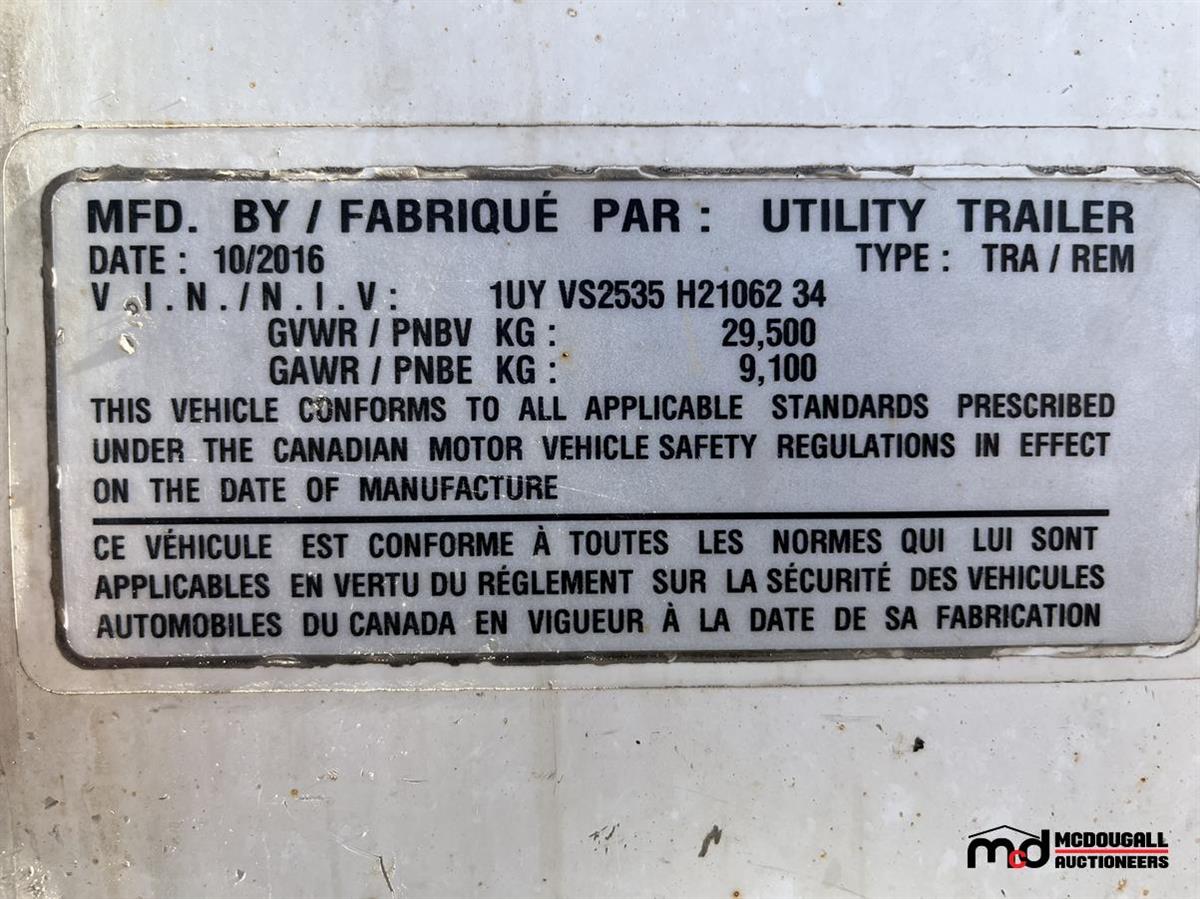 MFD. BY / FABRIQUÉ PAR : UTILITY TRAILER
DATE : 10/2016 TYPE : TRA / REM
V . I . N . / N . I . V : 1UY VS2535 H21062 34
GVWR / PNBV KG : 29,500
GAWR / PNBE KG : 9,100
THIS VEHICLE CONFORMS TO ALL APPLICABLE STANDARDS PRESCRIBED
UNDER THE CANADIAN MOTOR VEHICLE SAFETY REGULATIONS IN EFFECT
ON THE DATE OF MANUFACTURE
CE VÉHICULE EST CONFORME À TOUTES LES NORMES QUI LUI SONT
APPLICABLES EN VERTU DU RÉGLEMENT SUR LA SÉCURITÉ DES VEHICULES
AUTOMOBILES DU CANADA EN VIGUEUR À LA DATE DE SA FABRICATION
mcd MCDOUGALL
AUCTIONEERS